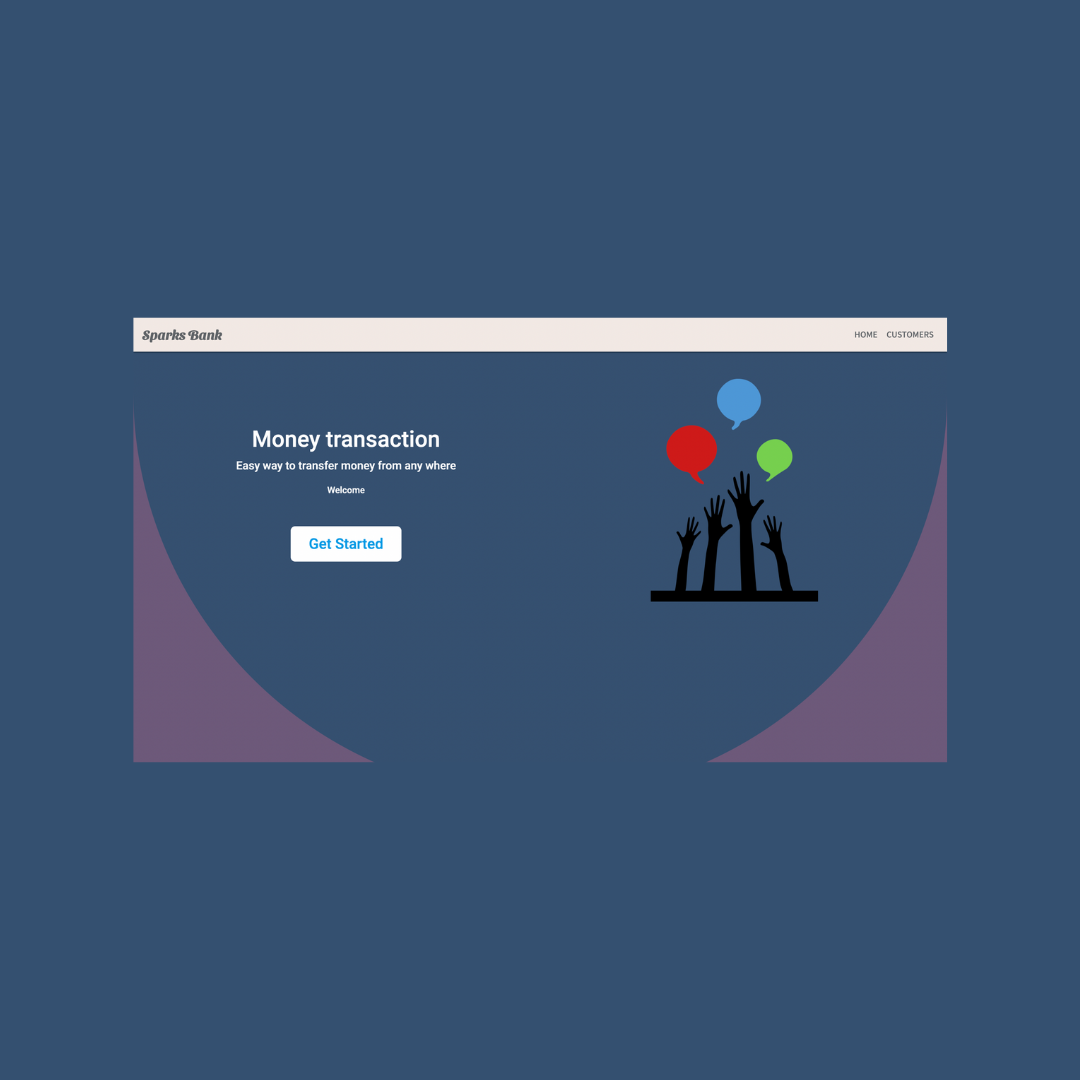 Sparks Bank
HOME CUSTOMERS
Money transaction
Easy way to transfer money from any where
Welcome
Get Started